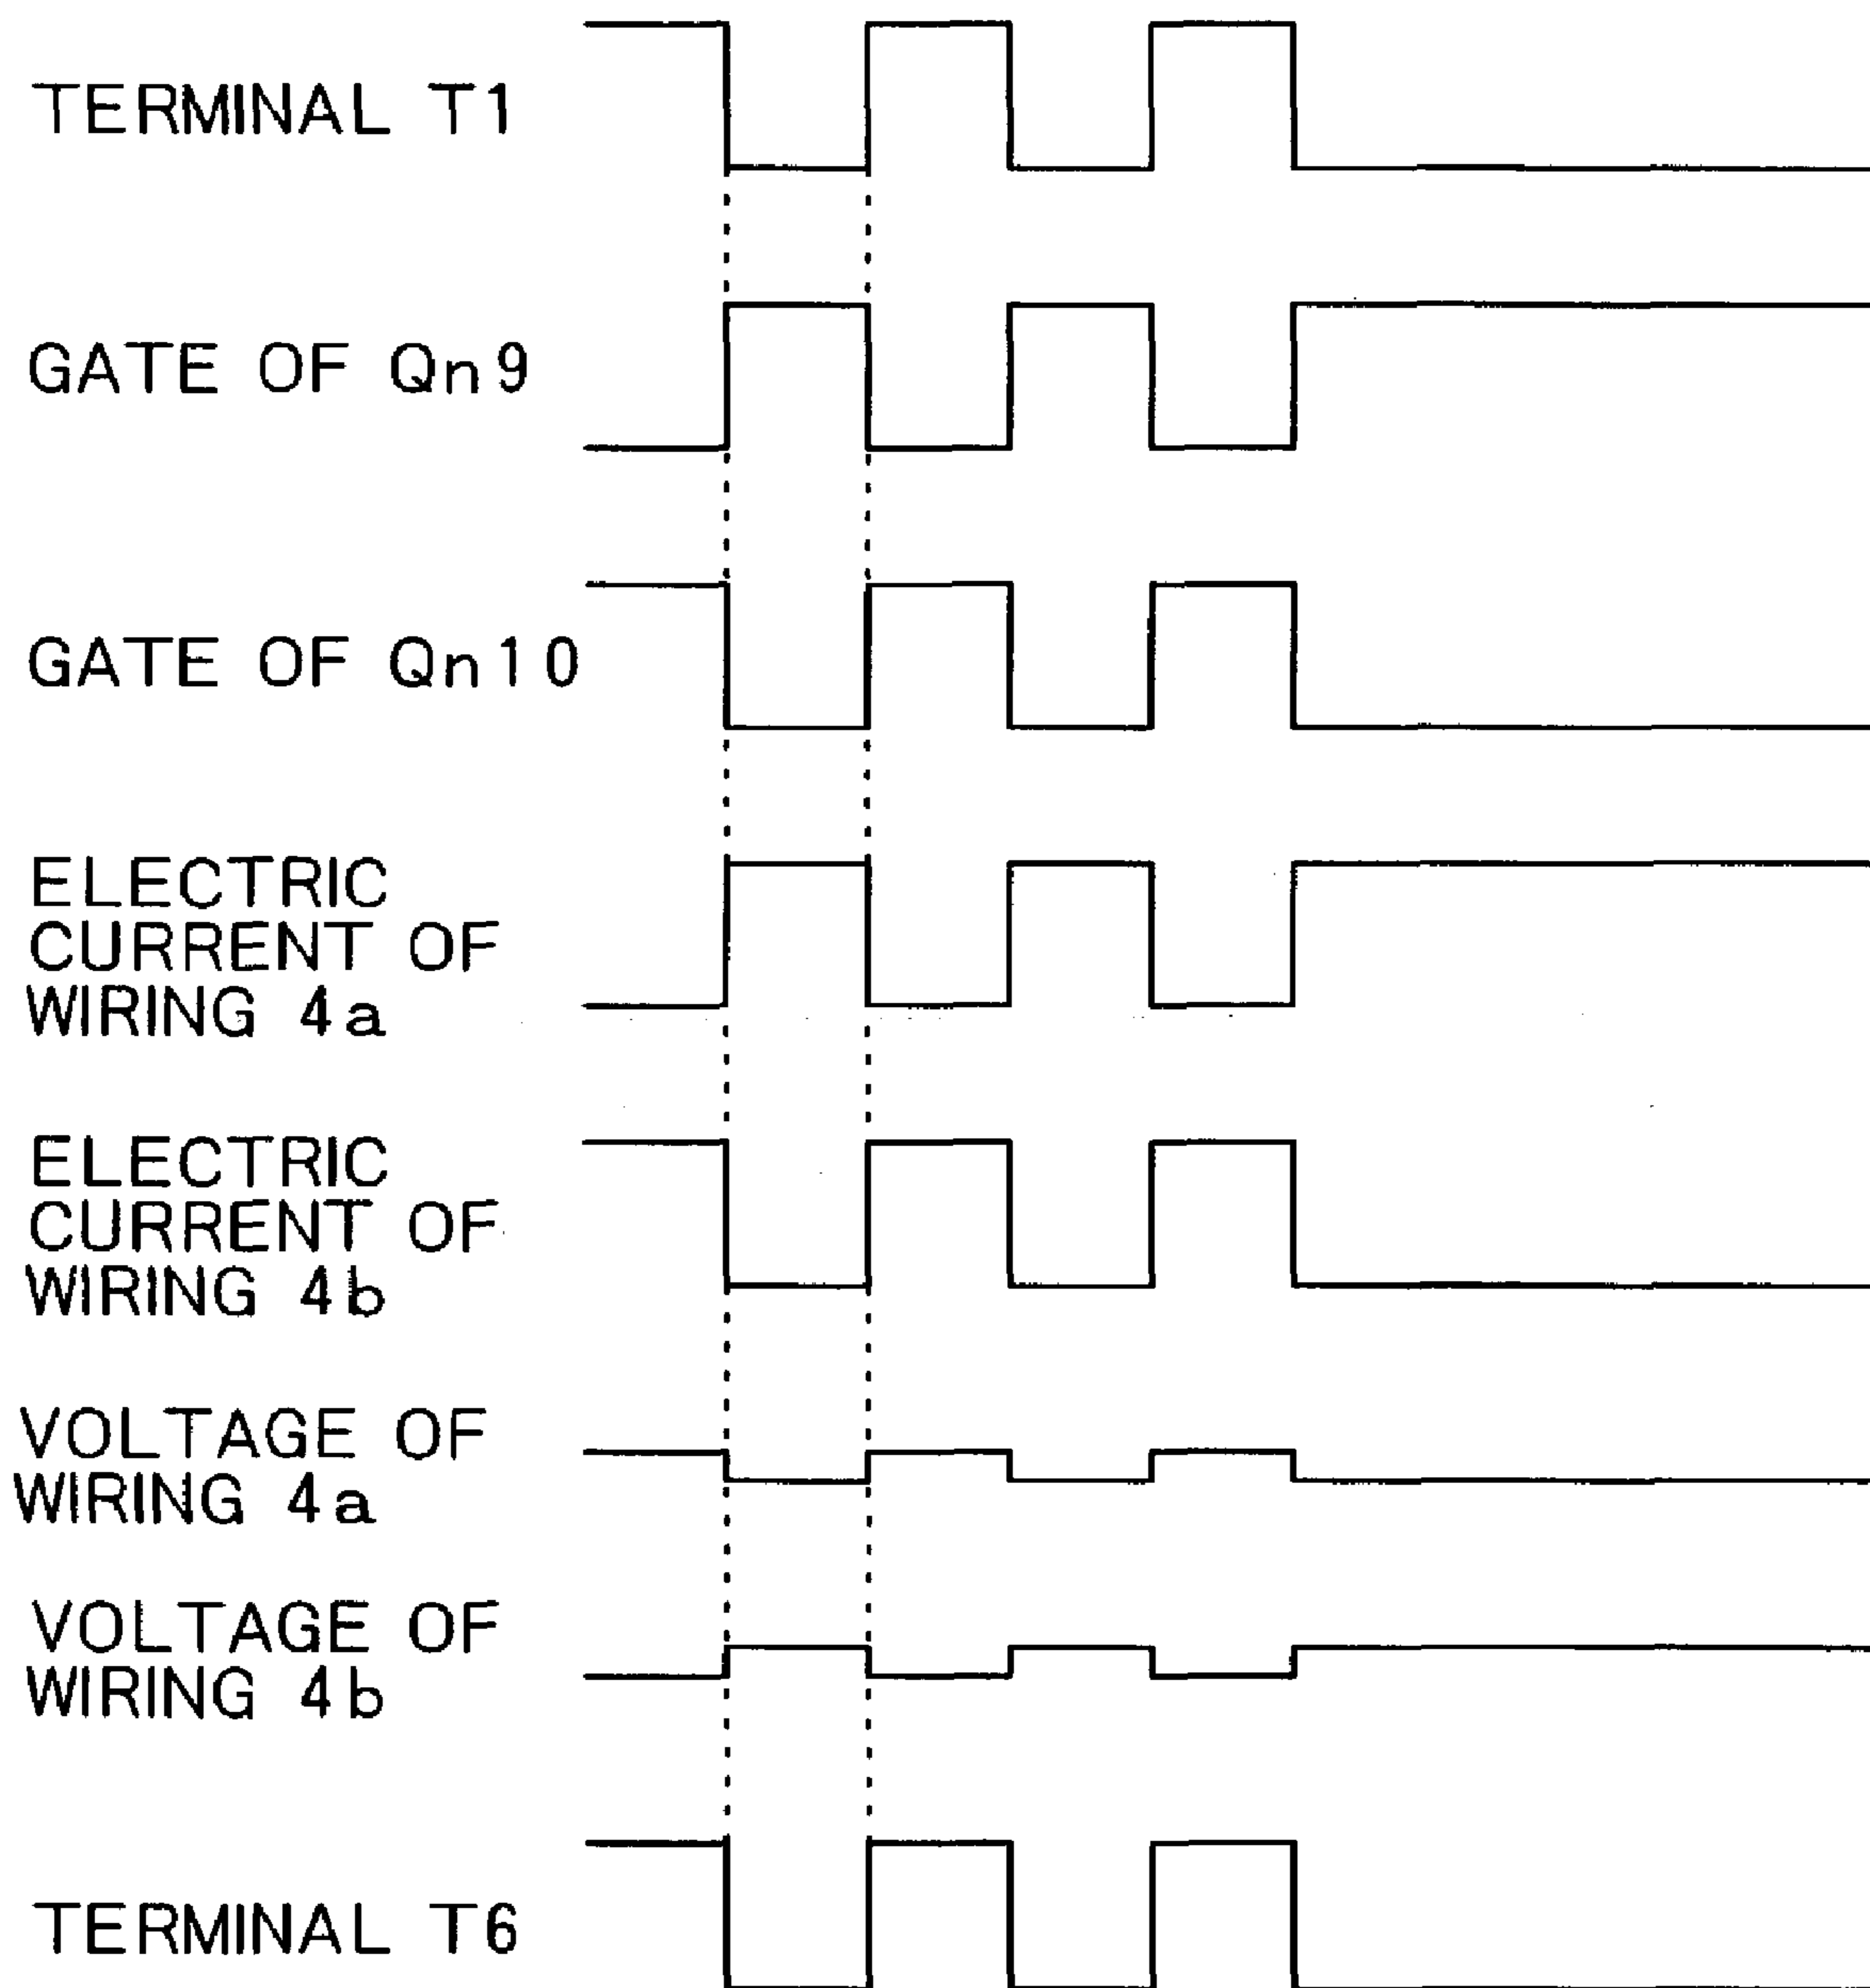 TERMINAL T1
GATE OF Qn9
GATE OF Qn10
ELECTRIC
CURRENT OF
WIRING 4a
ELECTRIC
CURRENT OF
WIRING 4b
VOLTAGE OF
WIRING 4a
VOLTAGE OF
WIRING 4b
TERMINAL T6